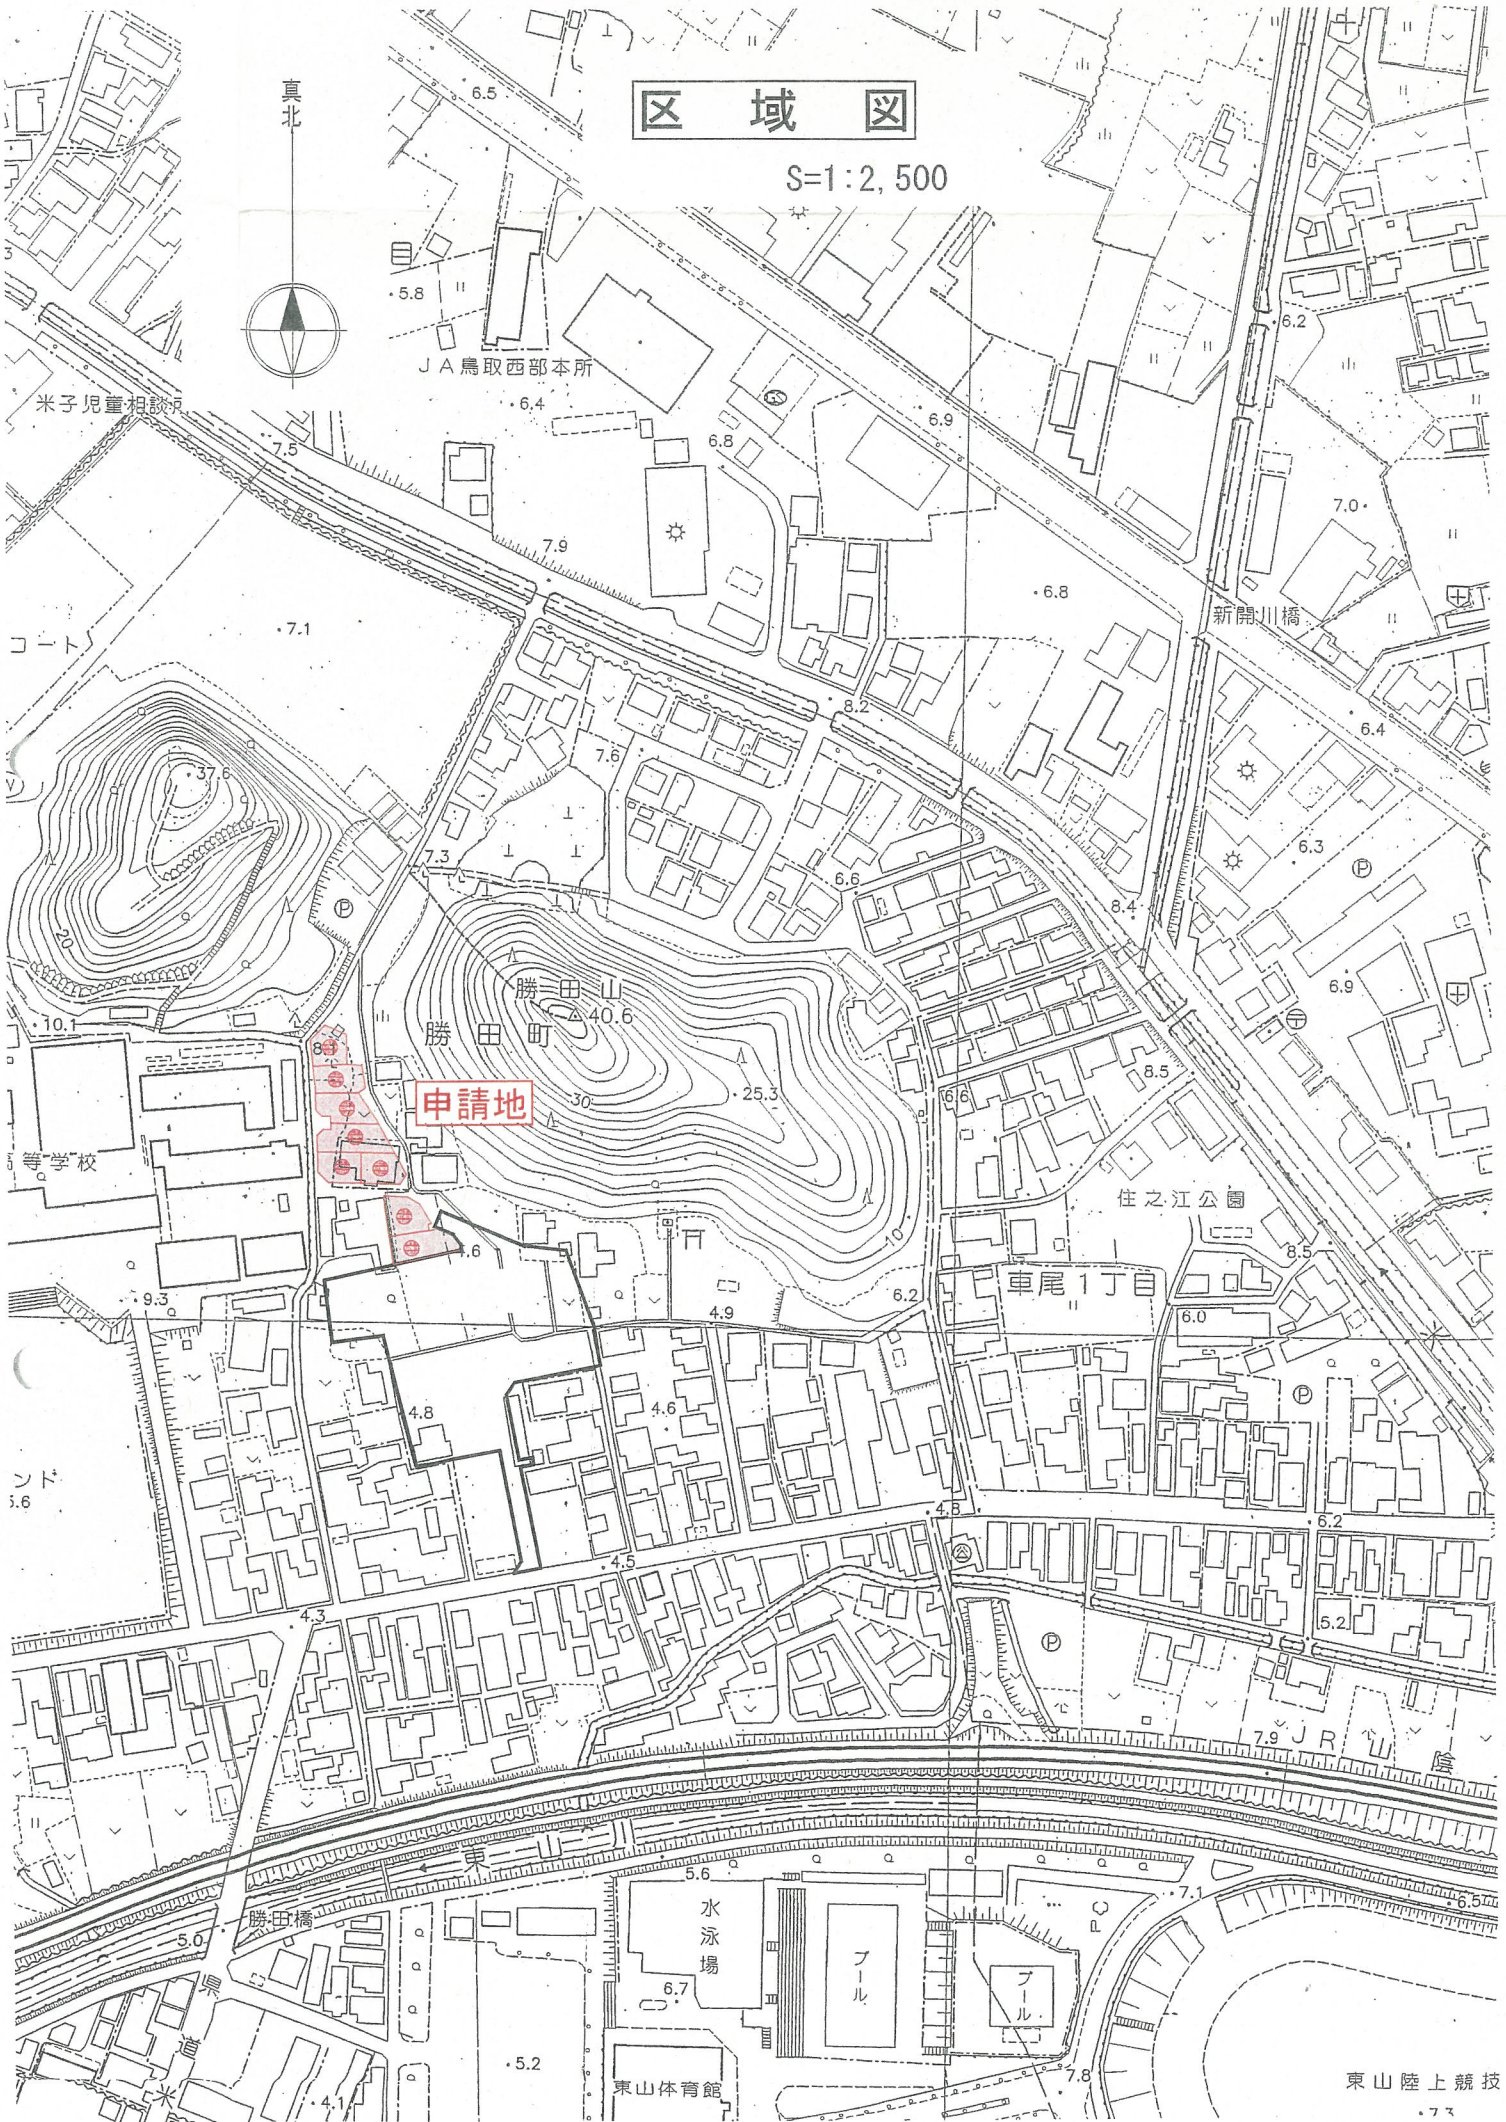 区域図
S=1:2,500
真北
6.5
5.8
JA鳥取西部本所
6.2
米子児童相談
6.4
6.9
7.5
6.8
7.0
7.9
6.8
新開川橋
7.1
コート
8.2
6.4
7.6
37.6
6.3
7.3
6.6
8.4
20
勝田山
40.6
6.9
10.1
勝田町
8.1
8.5
25.3
30
6.6
申請地
高等学校
住之江公園
10
8.5
4.6
車尾1丁目
6.2
9.3
4.9
6.0
4.8
4.6
ンド
4.8
6.2
4.5
4.3
5.2
7.9
JR山陰
東
5.6
7.1
6.5
勝田橋
5.0
水泳場
プール
プール
6.7
県道米
5.2
東山体育館
7.8
4.1
東山陸上競技
7.3